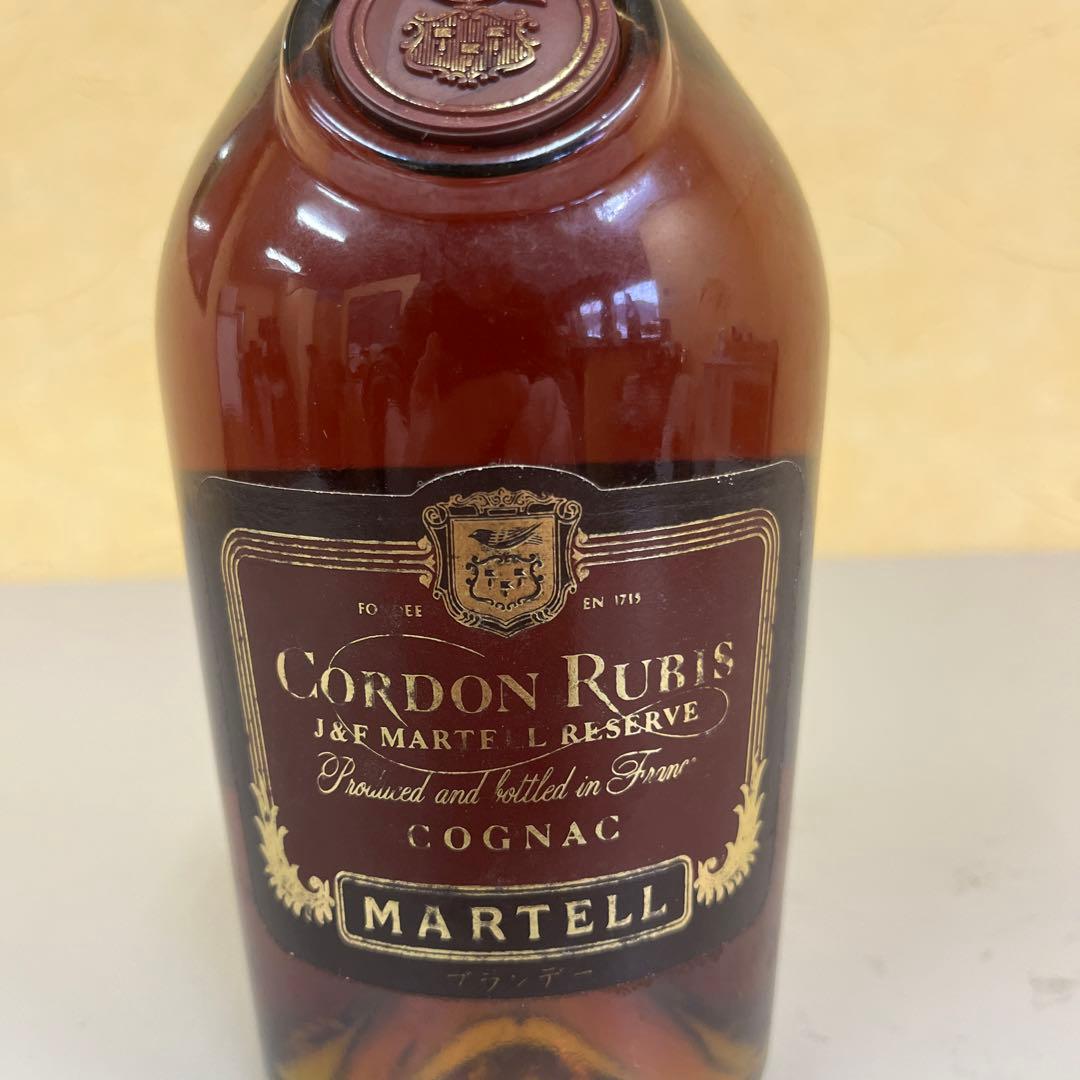 FONDEE EN 1715
CORDON RUBIS
J&F MARTELL RESERVE
Produced and bottled in France
COGNAC
MARTELL
ブランデー